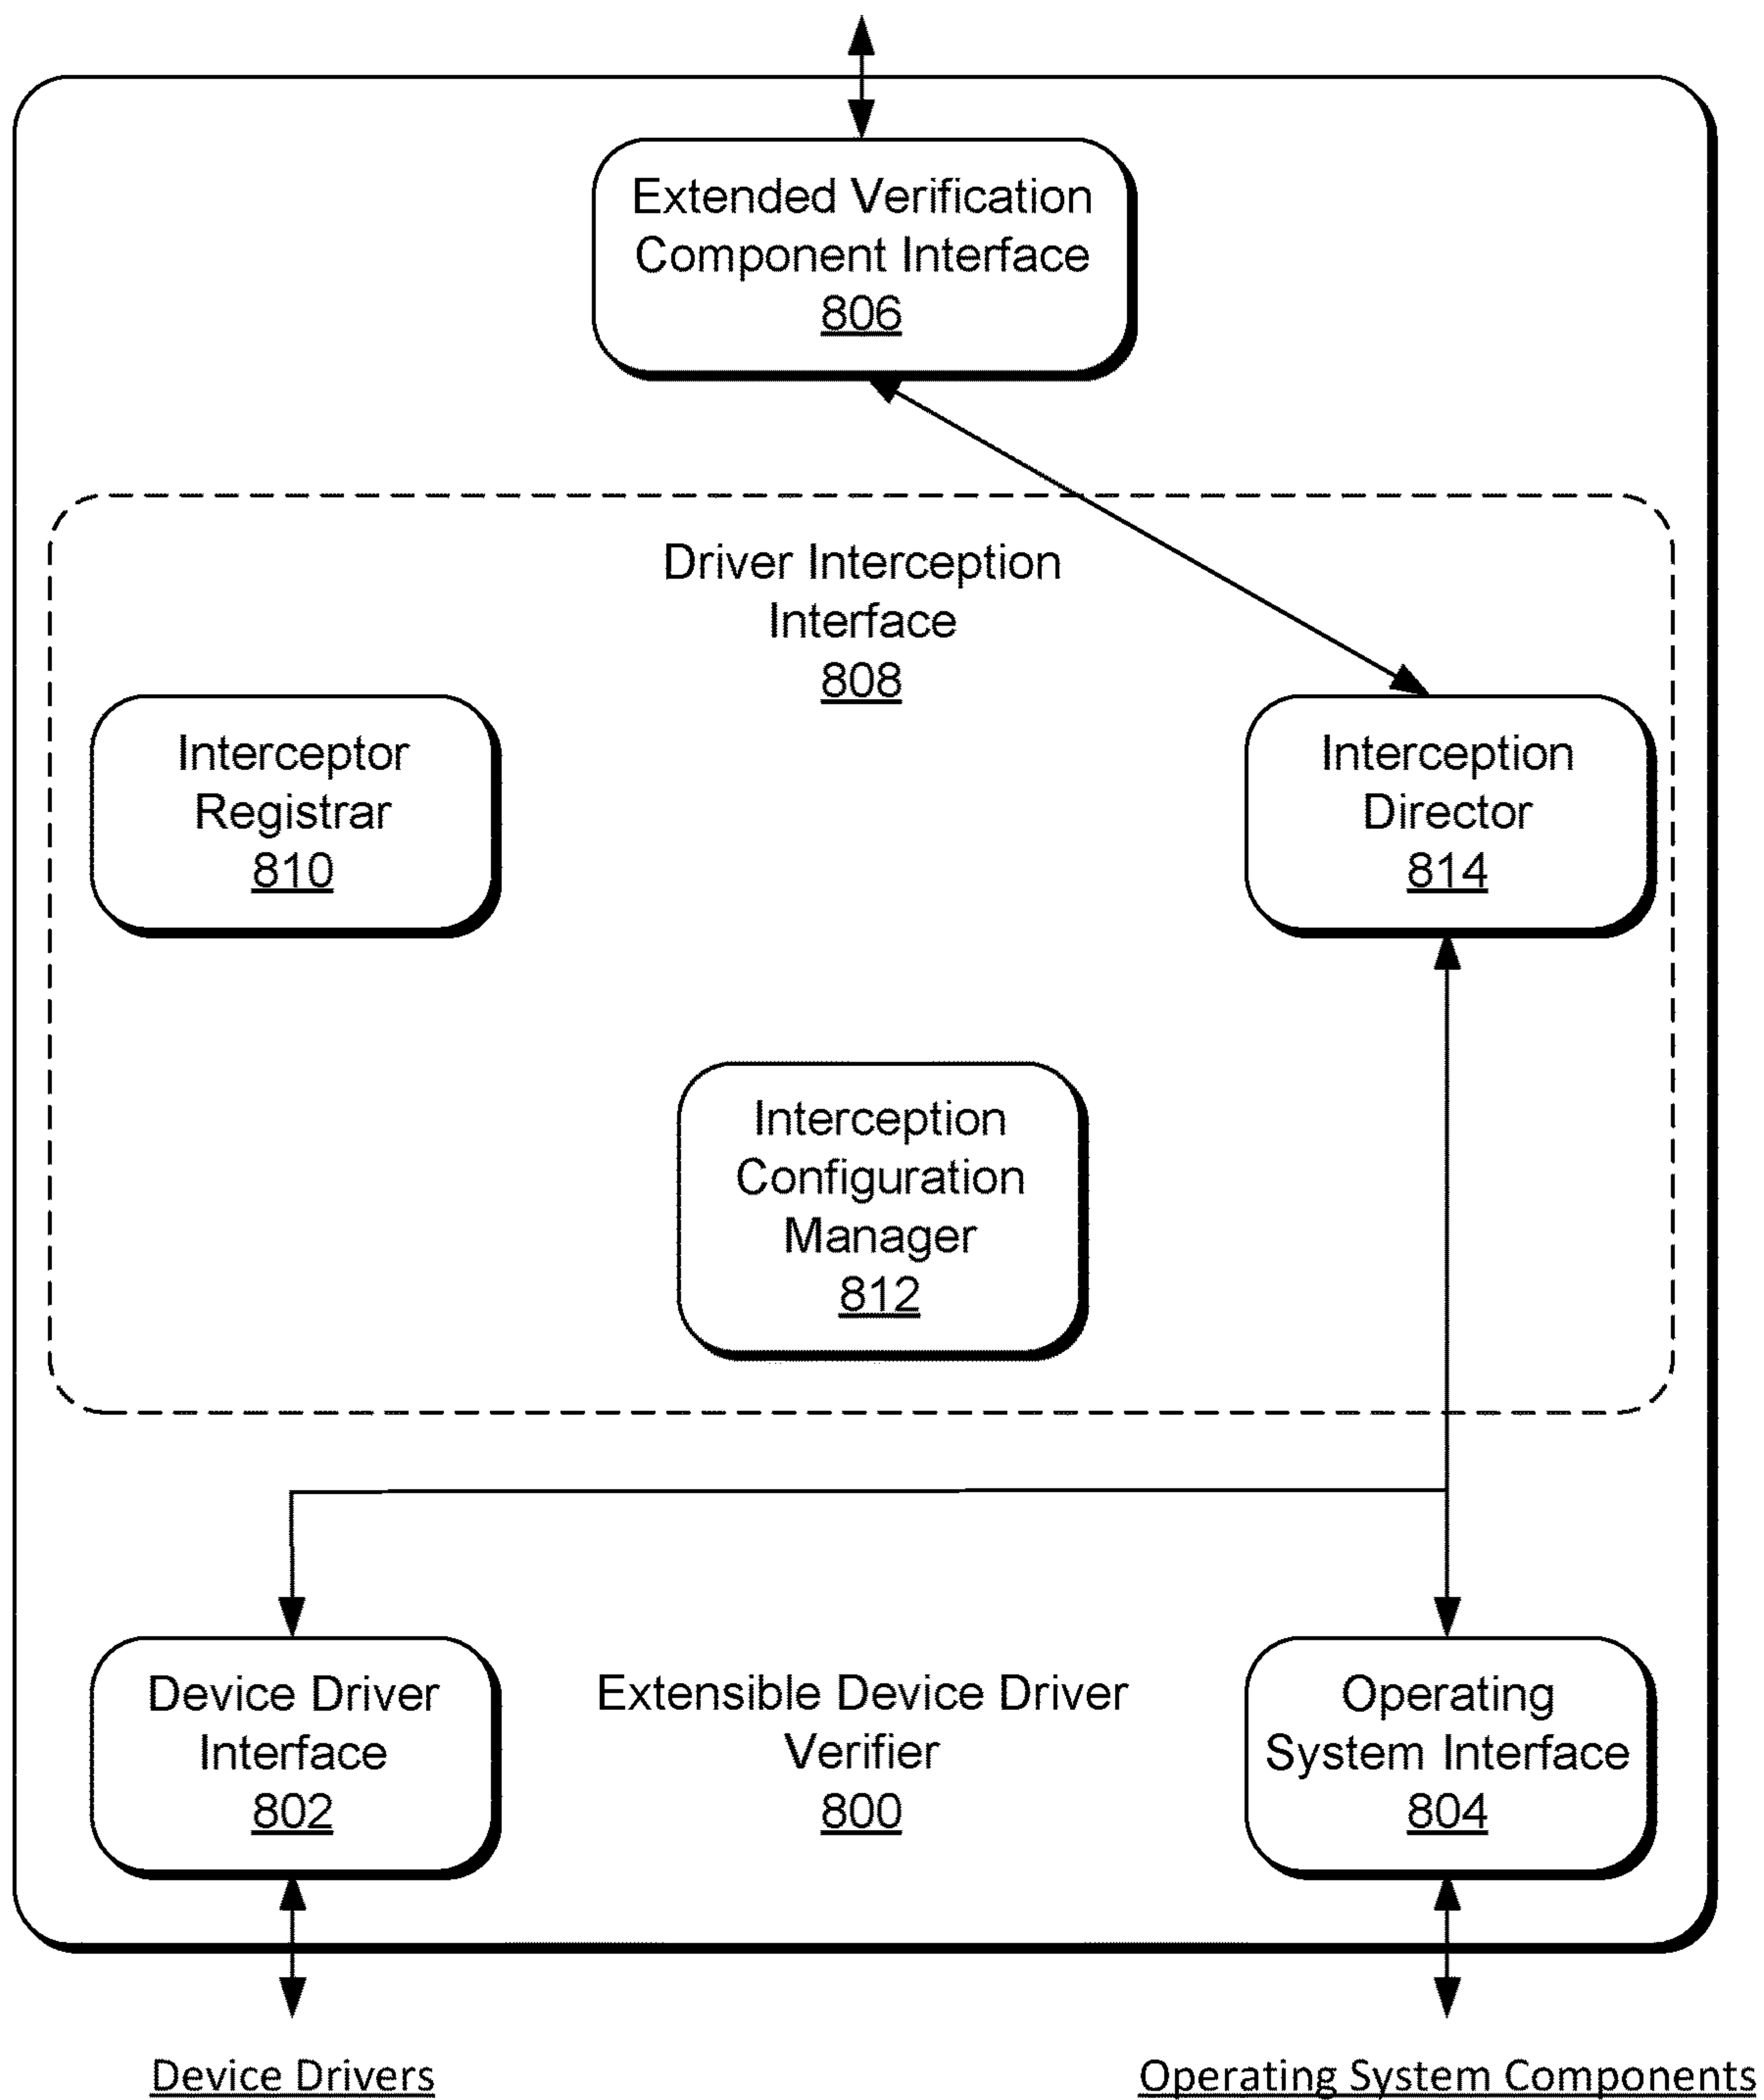 Extended Verification
Component Interface
806
Driver Interception
Interface
808
Interceptor
Registrar
810
Interception
Director
814
Interception
Configuration
Manager
812
Device Driver
Interface
802
Extensible Device Driver
Verifier
800
Operating
System Interface
804
Device Drivers
Operating System Components